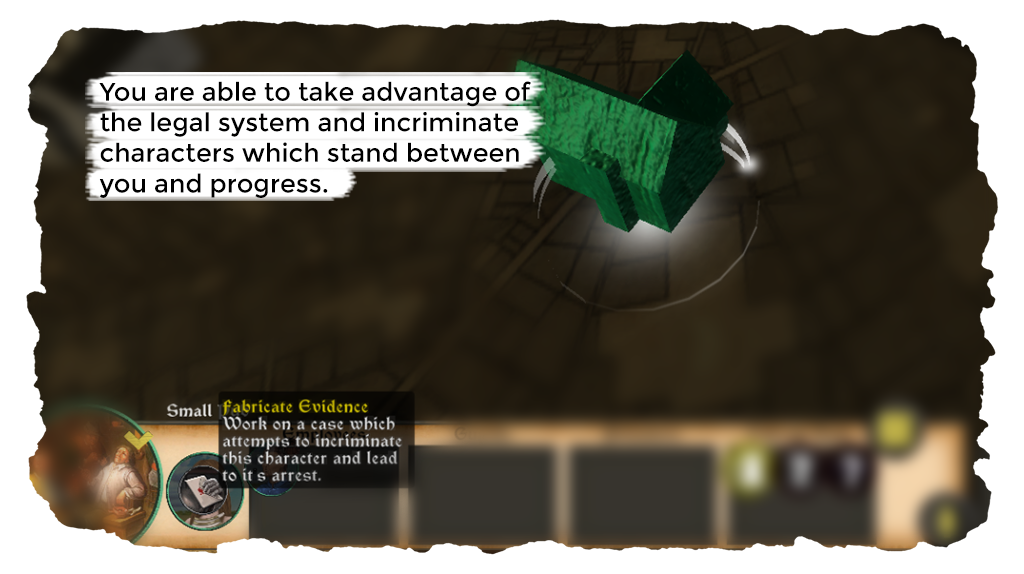 You are able to take advantage of
the legal system and incriminate
characters which stand between
you and progress.
Small
Fabricate Evidence
Work on a case which
attempts to incriminate
this character and lead
to it's arrest.